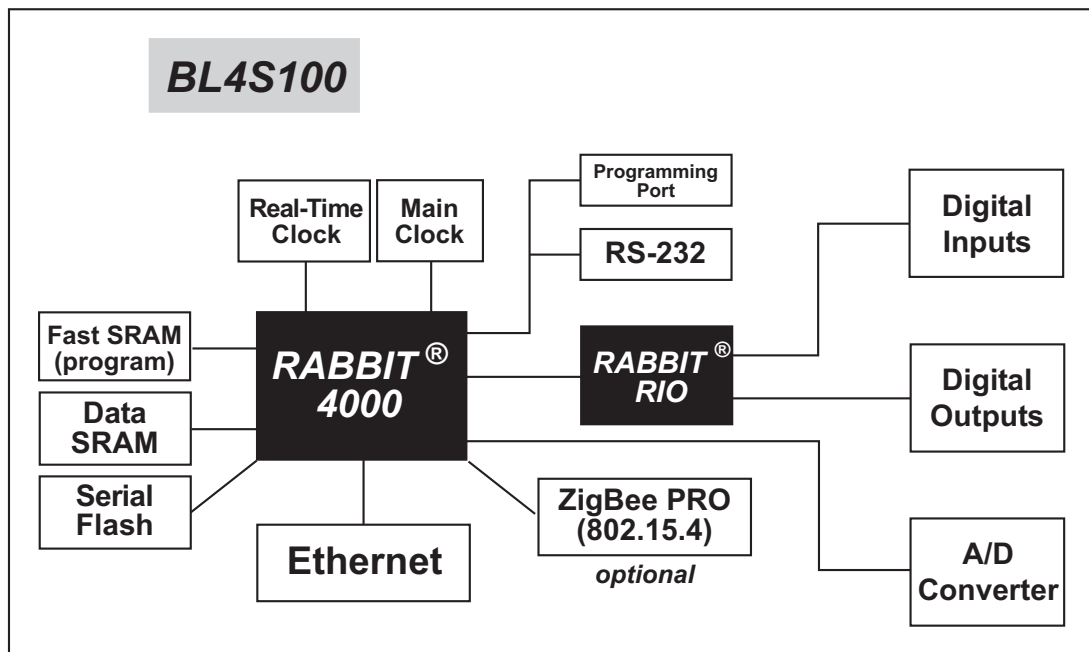 BL4S100
Real-Time
Clock
Main
Clock
Programming
Port
RS-232
Digital
Inputs
Fast SRAM
(program)
RABBIT®
4000
RABBIT®
RIO
Data
SRAM
Digital
Outputs
Serial
Flash
Ethernet
ZigBee PRO
(802.15.4)
optional
A/D
Converter